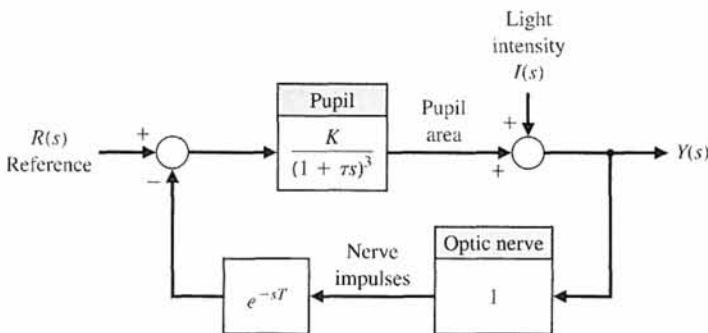 Light
intensity
I(s)
Pupil
K
(1 + τs)³
Pupil
area
R(s)
Reference
+
−
+
+
Y(s)
Optic nerve
1
Nerve
impulses
e⁻ˢᵀ